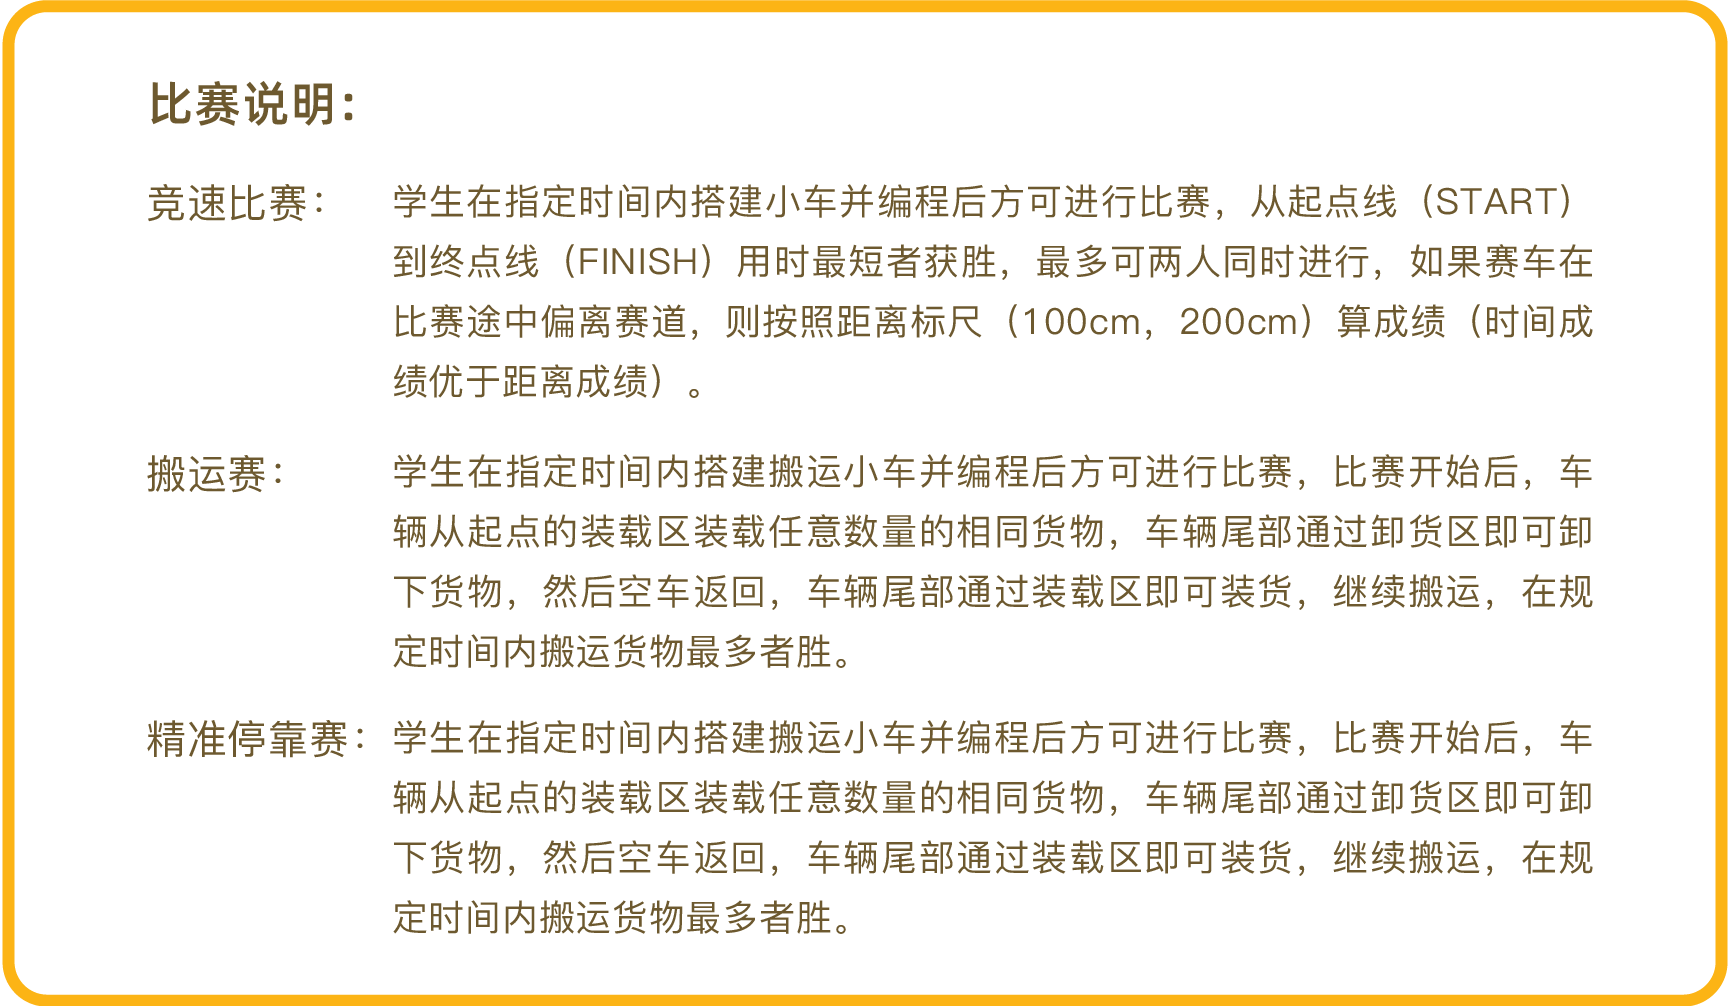 比赛说明：
竞速比赛： 学生在指定时间内搭建小车并编程后方可进行比赛，从起点线（START）
到终点线（FINISH）用时最短者获胜，最多可两人同时进行，如果赛车在
比赛途中偏离赛道，则按照距离标尺（100cm，200cm）算成绩（时间成
绩优于距离成绩）。
搬运赛： 学生在指定时间内搭建搬运小车并编程后方可进行比赛，比赛开始后，车
辆从起点的装载区装载任意数量的相同货物，车辆尾部通过卸货区即可卸
下货物，然后空车返回，车辆尾部通过装载区即可装货，继续搬运，在规
定时间内搬运货物最多者胜。
精准停靠赛： 学生在指定时间内搭建搬运小车并编程后方可进行比赛，比赛开始后，车
辆从起点的装载区装载任意数量的相同货物，车辆尾部通过卸货区即可卸
下货物，然后空车返回，车辆尾部通过装载区即可装货，继续搬运，在规
定时间内搬运货物最多者胜。